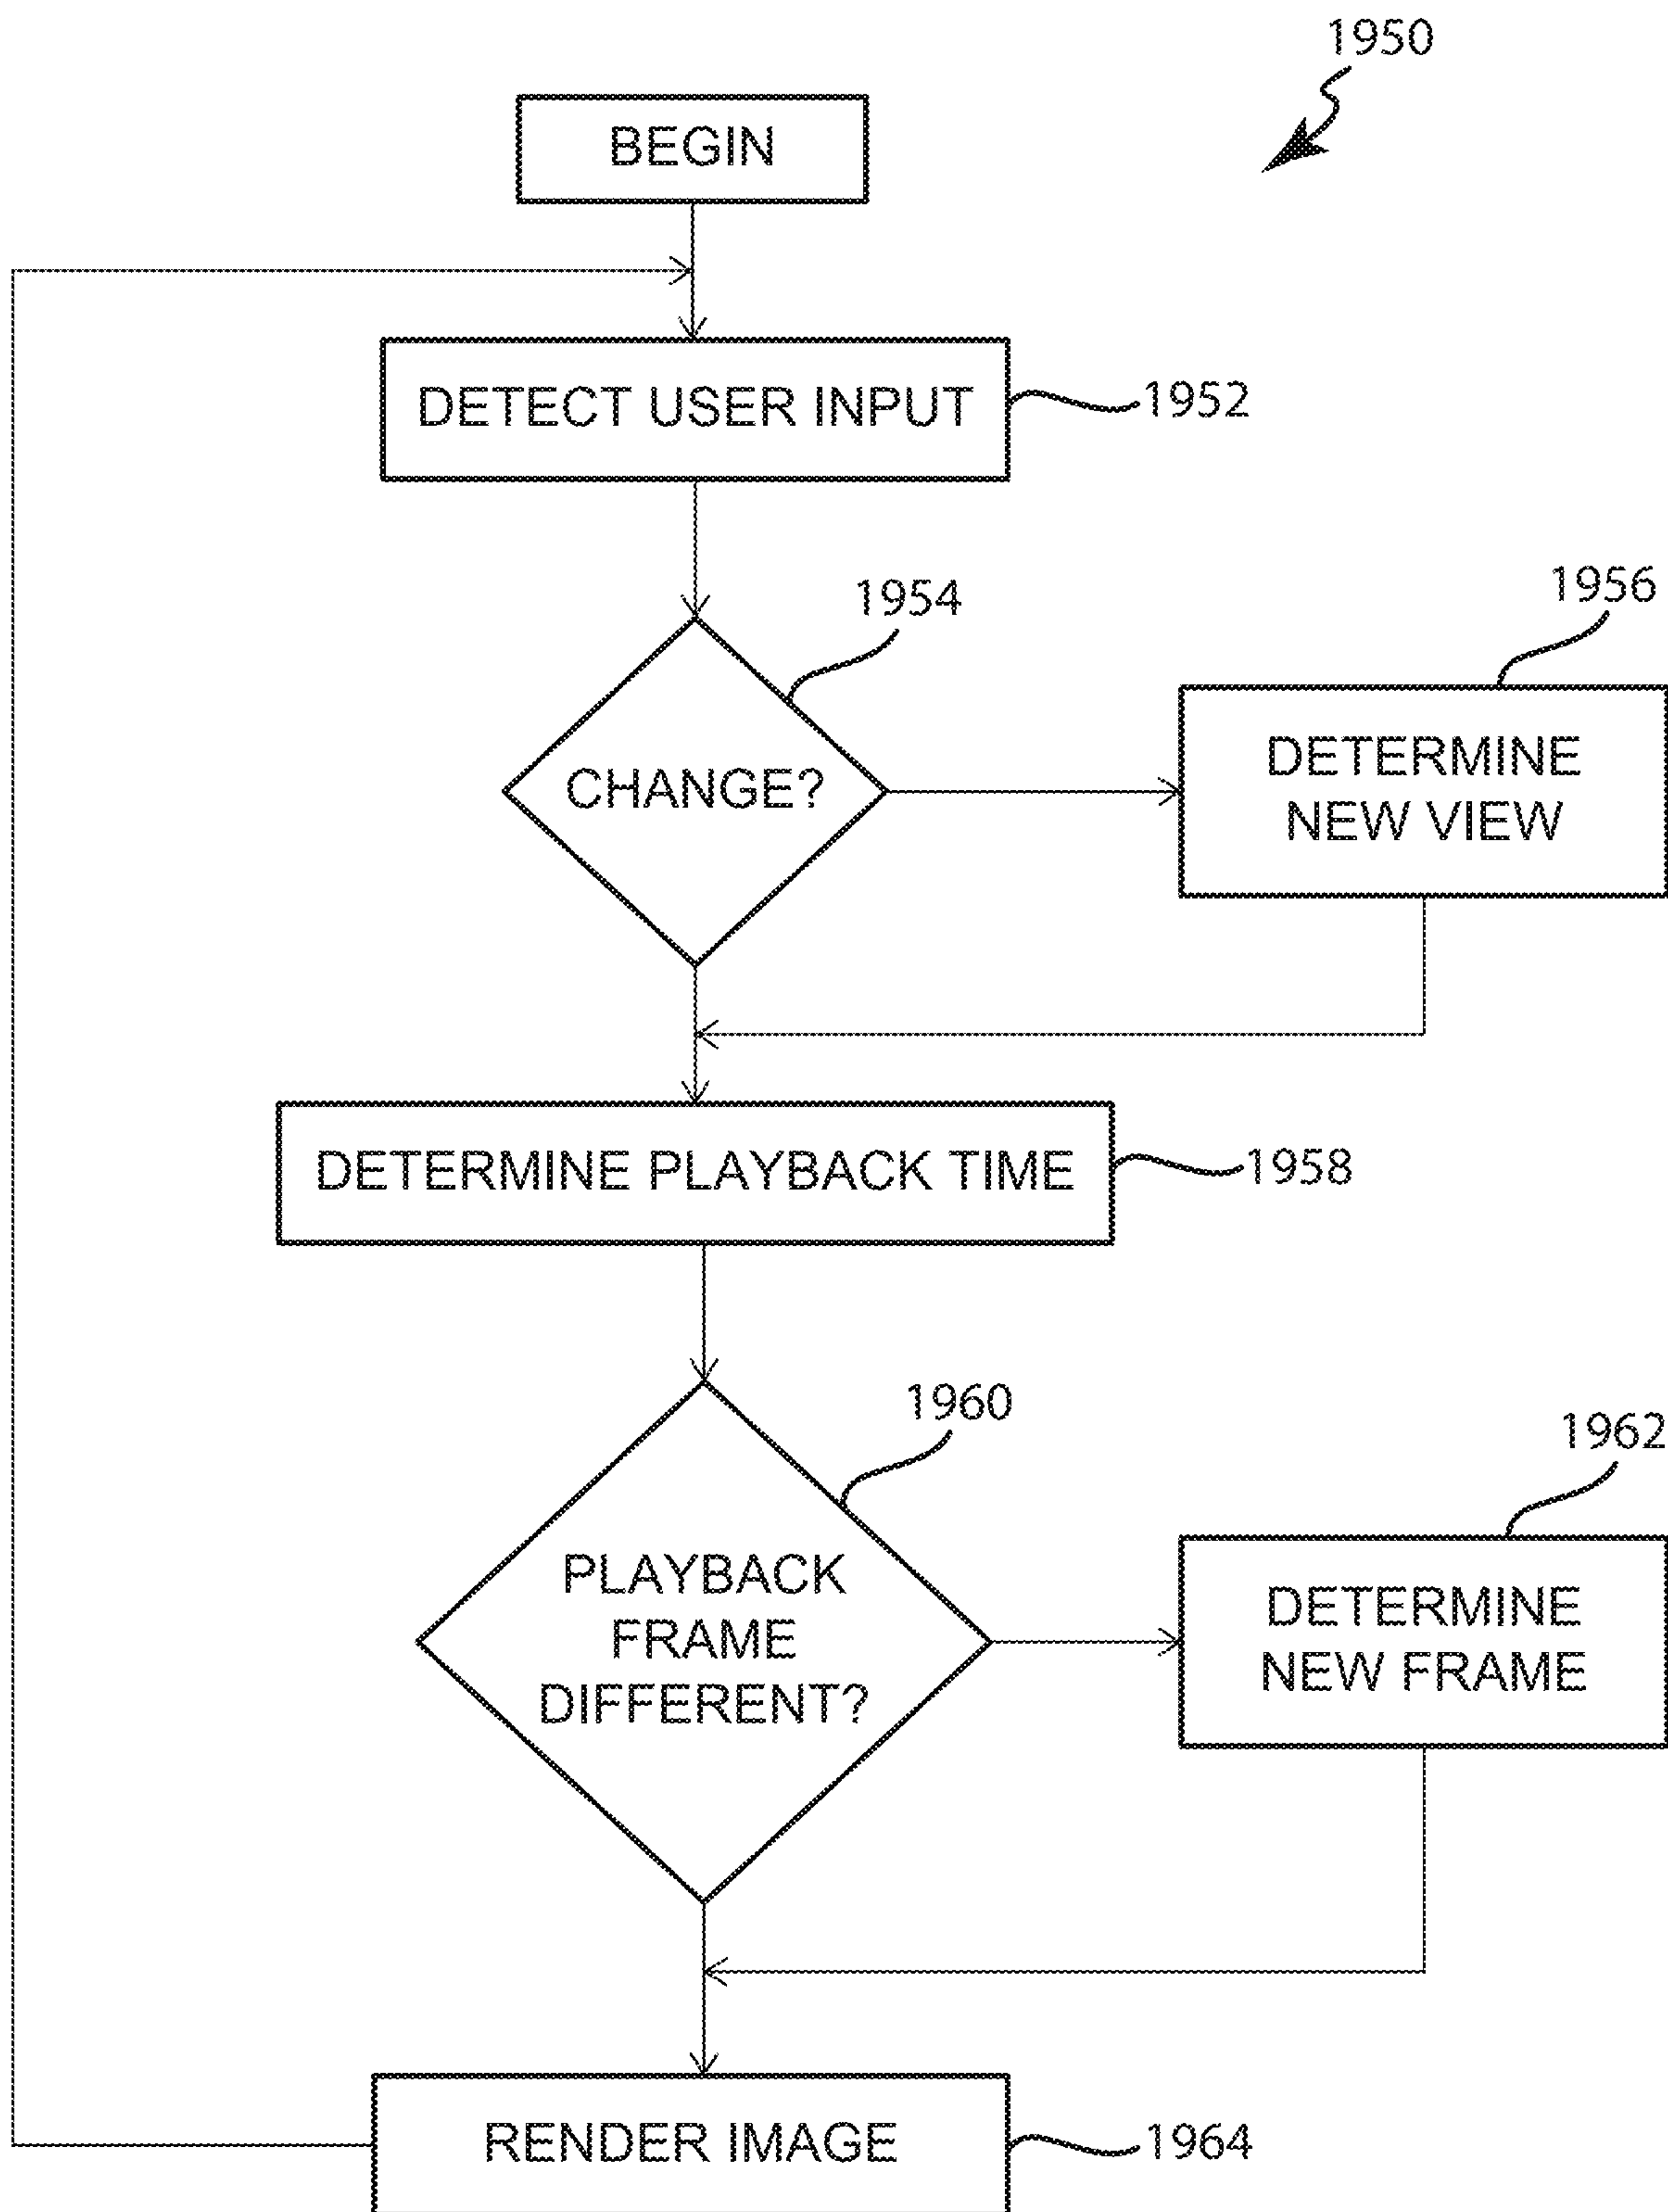 1950
BEGIN
DETECT USER INPUT
1952
1954
CHANGE?
1956
DETERMINE
NEW VIEW
DETERMINE PLAYBACK TIME
1958
1960
PLAYBACK
FRAME
DIFFERENT?
1962
DETERMINE
NEW FRAME
RENDER IMAGE
1964